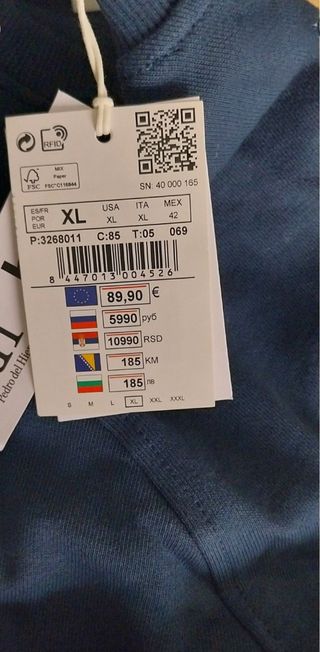 RFID
FSC
MIX
Paper
FSC® C116844
SN: 40 000 165
ES/FR
POR
EUR
XL
USA
XL
ITA
XL
MEX
42
P:3268011 C:85 T:05 069
8 447013 004526
89,90 €
5990 руб
10990 RSD
185 KM
185 лв
S M L XL XXL XXXL
Pedro del Hie